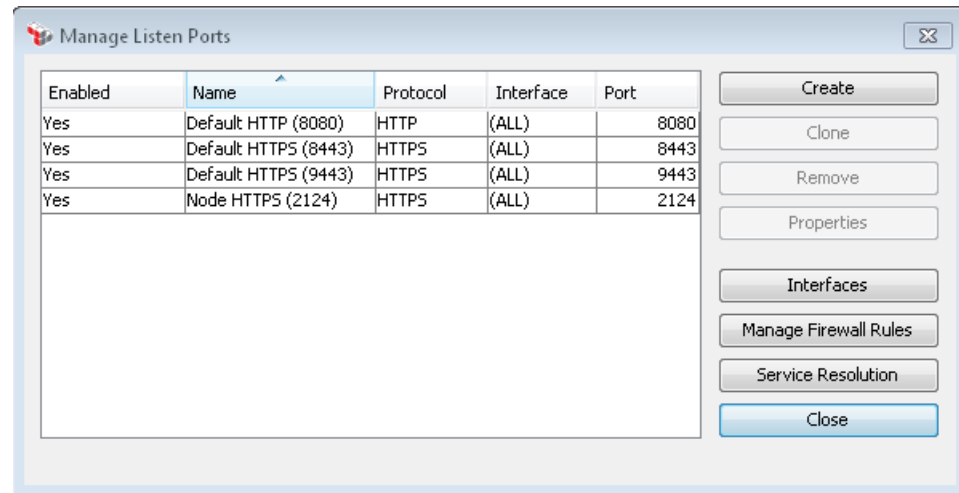 Manage Listen Ports
Enabled Name Protocol Interface Port
Yes Default HTTP (8080) HTTP (ALL) 8080
Yes Default HTTPS (8443) HTTPS (ALL) 8443
Yes Default HTTPS (9443) HTTPS (ALL) 9443
Yes Node HTTPS (2124) HTTPS (ALL) 2124
Create
Clone
Remove
Properties
Interfaces
Manage Firewall Rules
Service Resolution
Close